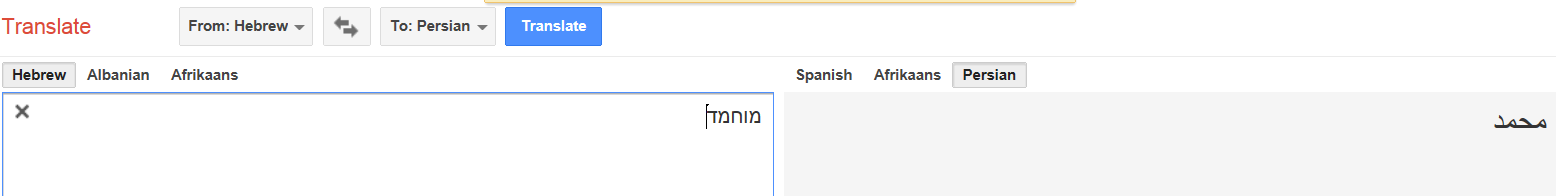 Translate From: Hebrew To: Persian Translate
Hebrew Albanian Afrikaans Spanish Afrikaans Persian
מוחמד
محمد